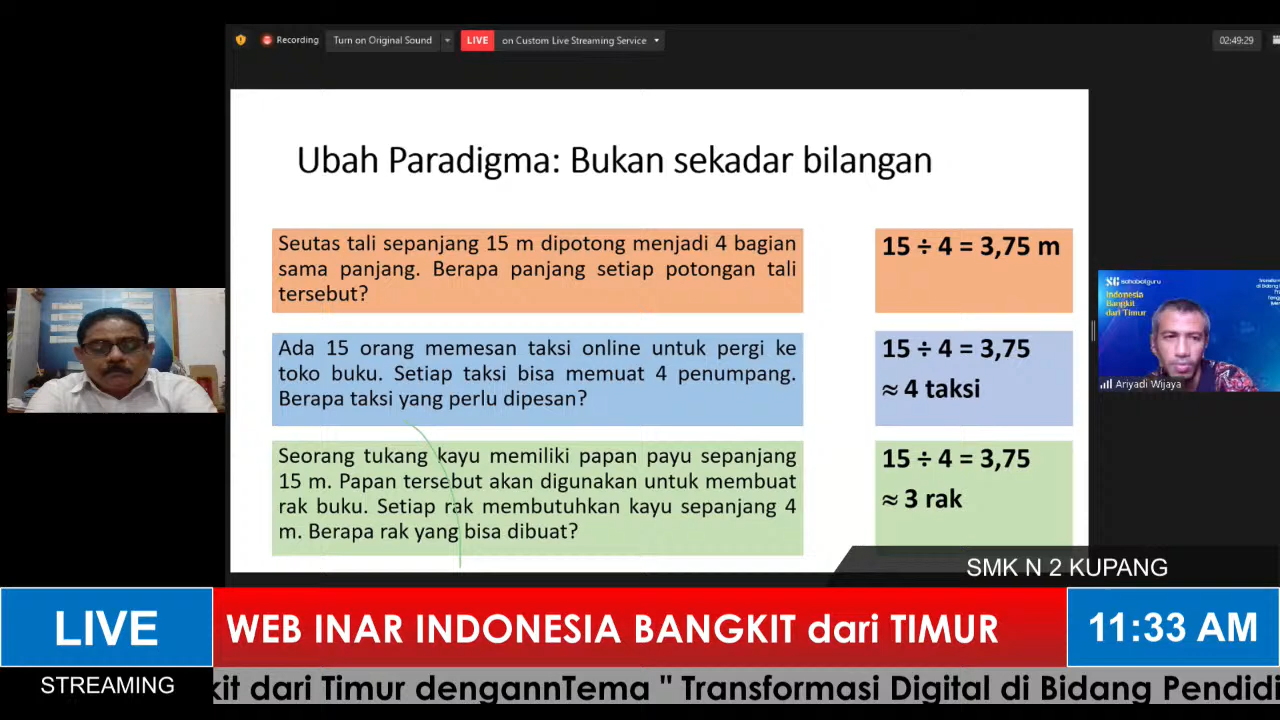 Recording
Turn on Original Sound
LIVE on Custom Live Streaming Service
02:49:29
Ubah Paradigma: Bukan sekadar bilangan
Seutas tali sepanjang 15 m dipotong menjadi 4 bagian
sama panjang. Berapa panjang setiap potongan tali
tersebut?
15 ÷ 4 = 3,75 m
Ada 15 orang memesan taksi online untuk pergi ke
toko buku. Setiap taksi bisa memuat 4 penumpang.
Berapa taksi yang perlu dipesan?
15 ÷ 4 = 3,75
≈ 4 taksi
Seorang tukang kayu memiliki papan payu sepanjang
15 m. Papan tersebut akan digunakan untuk membuat
rak buku. Setiap rak membutuhkan kayu sepanjang 4
m. Berapa rak yang bisa dibuat?
15 ÷ 4 = 3,75
≈ 3 rak
sahabatguru
Indonesia
Bangkit
dari Timur
Ariyadi Wijaya
SMK N 2 KUPANG
LIVE
WEB INAR INDONESIA BANGKIT dari TIMUR
11:33 AM
STREAMING
kit dari Timur dengannTema " Transformasi Digital di Bidang Pendidi